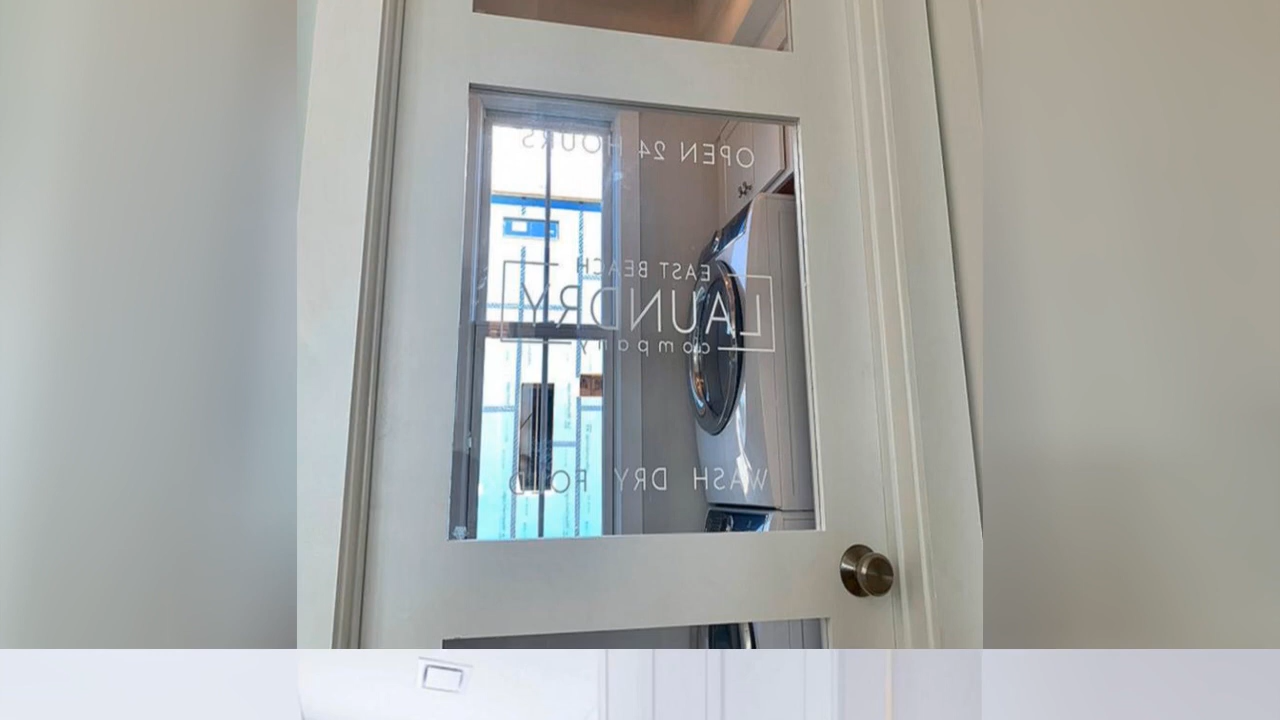 OPEN 24 HOURS
EAST BEACH
LAUNDRY
company
WASH DRY FOLD